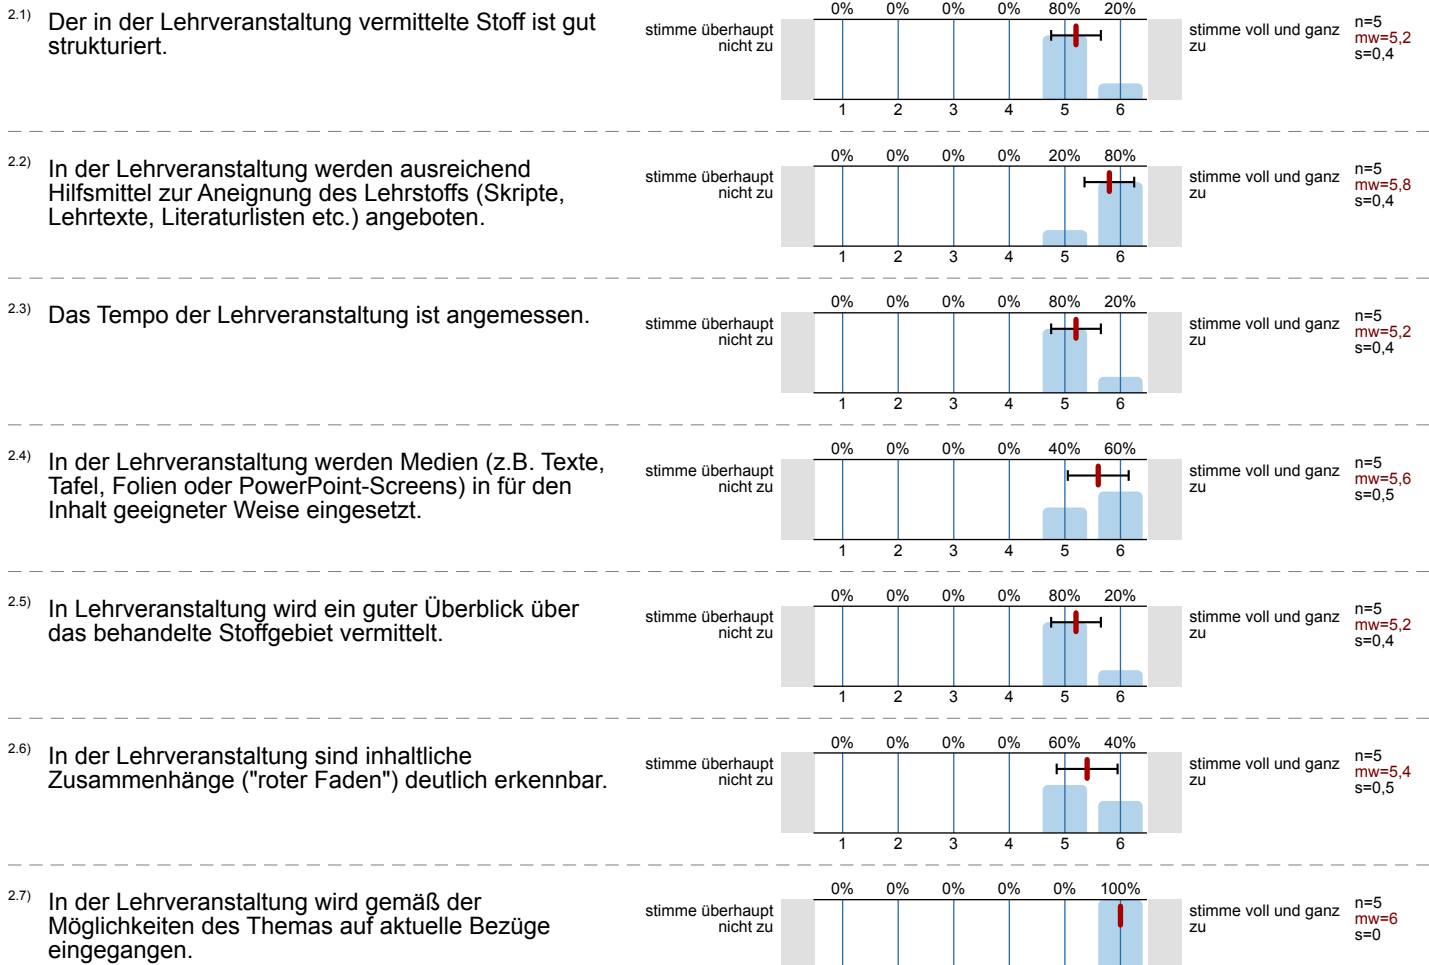 2.1) Der in der Lehrveranstaltung vermittelte Stoff ist gut
strukturiert.
stimme überhaupt
nicht zu
0% 0% 0% 0% 80% 20%
1 2 3 4 5 6
stimme voll und ganz
zu
n=5
mw=5,2
s=0,4
2.2) In der Lehrveranstaltung werden ausreichend
Hilfsmittel zur Aneignung des Lehrstoffs (Skripte,
Lehrtexte, Literaturlisten etc.) angeboten.
stimme überhaupt
nicht zu
0% 0% 0% 0% 20% 80%
1 2 3 4 5 6
stimme voll und ganz
zu
n=5
mw=5,8
s=0,4
2.3) Das Tempo der Lehrveranstaltung ist angemessen.
stimme überhaupt
nicht zu
0% 0% 0% 0% 80% 20%
1 2 3 4 5 6
stimme voll und ganz
zu
n=5
mw=5,2
s=0,4
2.4) In der Lehrveranstaltung werden Medien (z.B. Texte,
Tafel, Folien oder PowerPoint-Screens) in für den
Inhalt geeigneter Weise eingesetzt.
stimme überhaupt
nicht zu
0% 0% 0% 0% 40% 60%
1 2 3 4 5 6
stimme voll und ganz
zu
n=5
mw=5,6
s=0,5
2.5) In Lehrveranstaltung wird ein guter Überblick über
das behandelte Stoffgebiet vermittelt.
stimme überhaupt
nicht zu
0% 0% 0% 0% 80% 20%
1 2 3 4 5 6
stimme voll und ganz
zu
n=5
mw=5,2
s=0,4
2.6) In der Lehrveranstaltung sind inhaltliche
Zusammenhänge ("roter Faden") deutlich erkennbar.
stimme überhaupt
nicht zu
0% 0% 0% 0% 60% 40%
1 2 3 4 5 6
stimme voll und ganz
zu
n=5
mw=5,4
s=0,5
2.7) In der Lehrveranstaltung wird gemäß der
Möglichkeiten des Themas auf aktuelle Bezüge
eingegangen.
stimme überhaupt
nicht zu
0% 0% 0% 0% 0% 100%
stimme voll und ganz
zu
n=5
mw=6
s=0